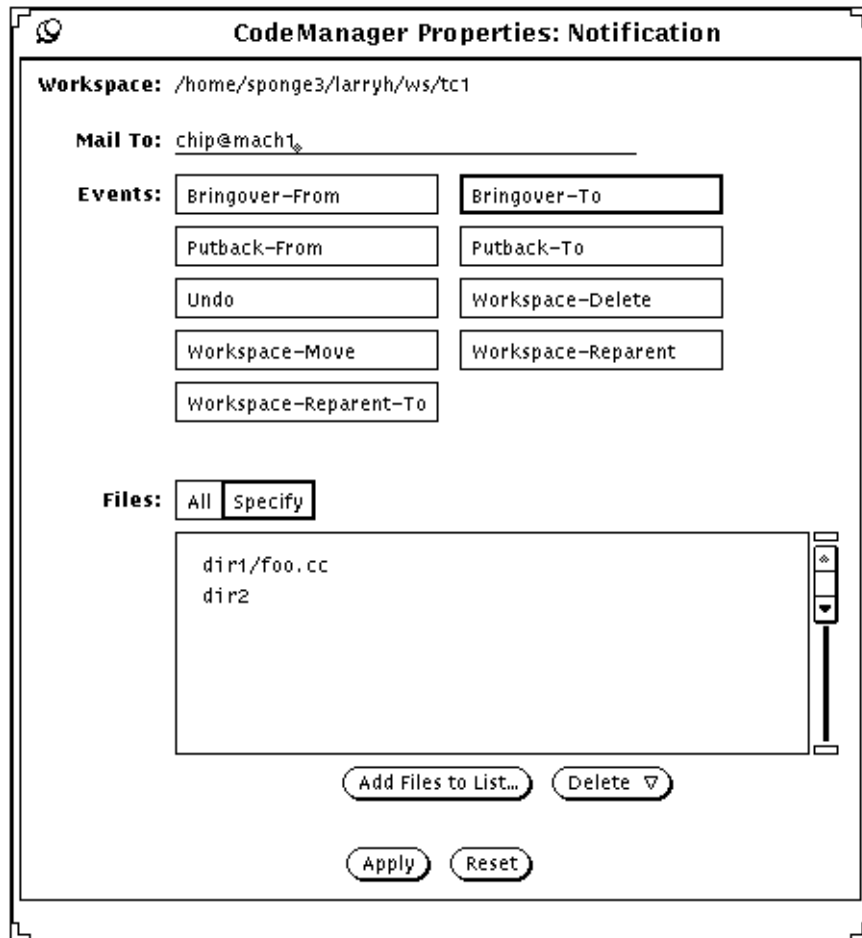 CodeManager Properties: Notification
Workspace: /home/sponge3/larryh/ws/tc1
Mail To: chip@mach1
Events: Bringover-From Bringover-To
Putback-From Putback-To
Undo Workspace-Delete
Workspace-Move Workspace-Reparent
Workspace-Reparent-To
Files: All Specify
dir1/foo.cc
dir2
Add Files to List... Delete
Apply Reset